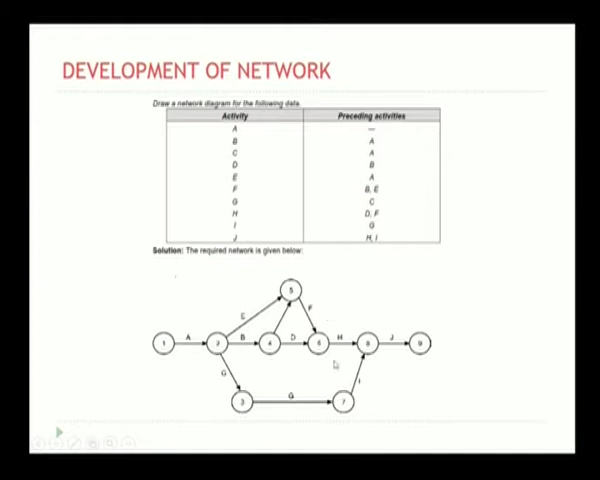 DEVELOPMENT OF NETWORK
Draw a network diagram for the following data.
Activity Preceding activities
A —
B A
C A
D B
E A
F B, E
G C
H D, F
I G
J H, I
Solution: The required network is given below:
5
E F
1 A 2 B 4 D 6 H 8 J 9
G I
3 G 7